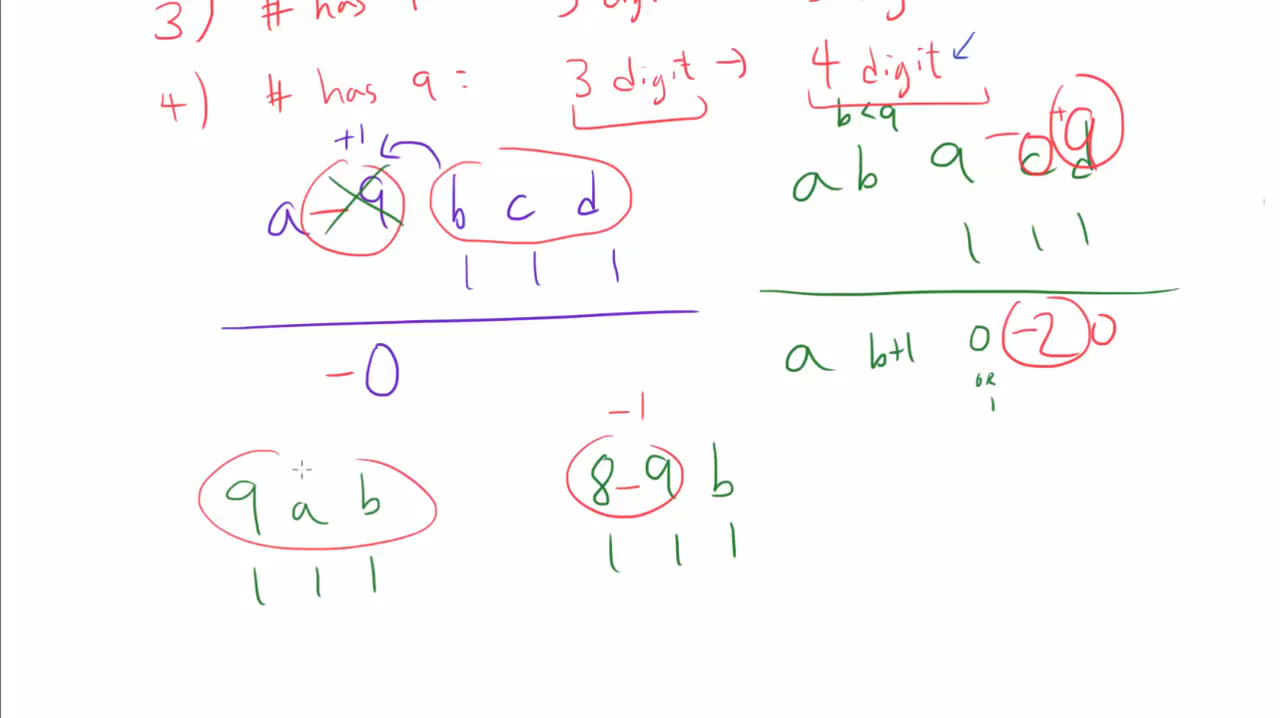 3) # has
4) # has 9: 3 digit → 4 digit
b < 9
+1
a - 9 b c d
1 1 1
- 0
a b 9 - c + 9 d
1 1 1
a b+1 0 -2 0
OR
1
9 a b
1 1 1
-1
8 - 9 b
1 1 1